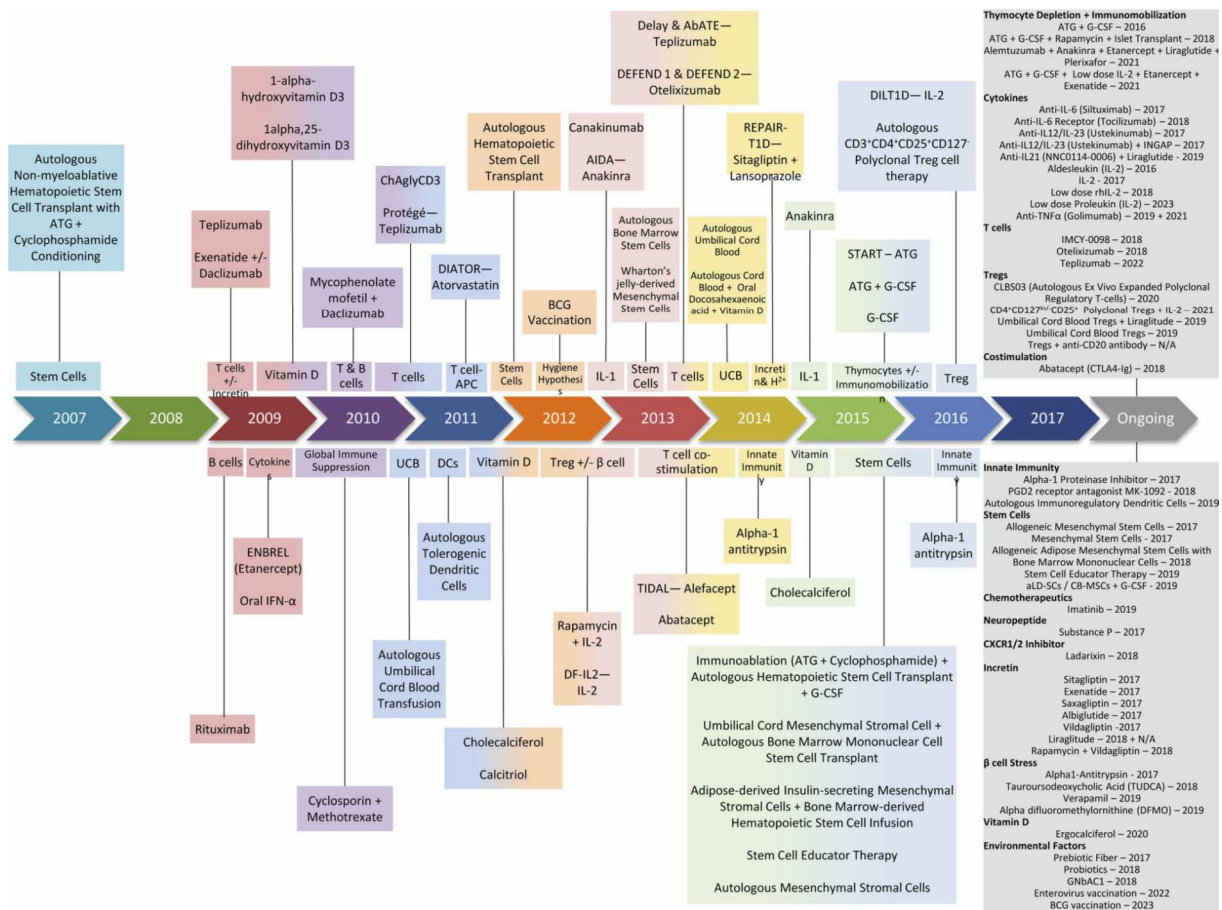 Autologous
Non-myeloablative
Hematopoietic Stem
Cell Transplant with
ATG +
Cyclophosphamide
Conditioning
Stem Cells
Teplizumab
Exenatide +/-
Daclizumab
T cells
+/-
Incretin
1-alpha-
hydroxyvitamin D3
1alpha,25-
dihydroxyvitamin D3
Vitamin D
Mycophenolate
mofetil +
Daclizumab
T & B
cells
ChAglyCD3
Protégé—
Teplizumab
T cells
DIATOR—
Atorvastatin
T cell-
APC
Autologous
Hematopoietic
Stem Cell
Transplant
Stem
Cells
BCG
Vaccination
Hygiene
Hypothesi
s
Canakinumab
AIDA—
Anakinra
IL-1
Autologous
Bone Marrow
Stem Cells
Wharton's
jelly-derived
Mesenchymal
Stem Cells
Stem
Cells
Delay & AbATE—
Teplizumab
DEFEND 1 & DEFEND 2—
Otelixizumab
T cells
Autologous
Umbilical Cord
Blood
Autologous Cord
Blood + Oral
Docosahexaenoic
acid + Vitamin D
UCB
REPAIR-
T1D—
Sitagliptin +
Lansoprazole
Increti
n& H²⁺
Anakinra
IL-1
START – ATG
ATG + G-CSF
G-CSF
Thymocytes +/-
Immunomobilizatio
n
DILT1D— IL-2
Autologous
CD3⁺CD4⁺CD25⁺CD127⁻
Polyclonal Treg cell
therapy
Treg
2007
2008
2009
2010
2011
2012
2013
2014
2015
2016
2017
Ongoing
B cells
Rituximab
Cytokine
s
ENBREL
(Etanercept)
Oral IFN-α
Global Immune
Suppression
Cyclosporin +
Methotrexate
UCB
Autologous
Umbilical
Cord Blood
Transfusion
DCs
Autologous
Tolerogenic
Dendritic
Cells
Vitamin D
Cholecalciferol
Calcitriol
Treg +/- β cell
Rapamycin
+ IL-2
DF-IL2—
IL-2
T cell co-
stimulation
TIDAL— Alefacept
Abatacept
Innate
Immunit
y
Alpha-1
antitrypsin
Vitamin
D
Cholecalciferol
Stem Cells
Immunoablation (ATG + Cyclophosphamide) +
Autologous Hematopoietic Stem Cell Transplant
+ G-CSF
Umbilical Cord Mesenchymal Stromal Cell +
Autologous Bone Marrow Mononuclear Cell
Stem Cell Transplant
Adipose-derived Insulin-secreting Mesenchymal
Stromal Cells + Bone Marrow-derived
Hematopoietic Stem Cell Infusion
Stem Cell Educator Therapy
Autologous Mesenchymal Stromal Cells
Innate
Immunit
y
Alpha-1
antitrypsin
Thymocyte Depletion + Immunomobilization
ATG + G-CSF – 2016
ATG + G-CSF + Rapamycin + Islet Transplant – 2018
Alemtuzumab + Anakinra + Etanercept + Liraglutide +
Plerixafor – 2021
ATG + G-CSF + Low dose IL-2 + Etanercept +
Exenatide – 2021
Cytokines
Anti-IL-6 (Siltuximab) – 2017
Anti-IL-6 Receptor (Tocilizumab) – 2018
Anti-IL12/IL-23 (Ustekinumab) – 2017
Anti-IL12/IL-23 (Ustekinumab) + INGAP – 2017
Anti-IL21 (NNC0114-0006) + Liraglutide - 2019
Aldesleukin (IL-2) – 2016
IL-2 - 2017
Low dose rhIL-2 – 2018
Low dose Proleukin (IL-2) – 2023
Anti-TNFα (Golimumab) – 2019 + 2021
T cells
IMCY-0098 – 2018
Otelixizumab – 2018
Teplizumab – 2022
Tregs
CLBS03 (Autologous Ex Vivo Expanded Polyclonal
Regulatory T-cells) – 2020
CD4⁺CD127ˡᵒ/⁻CD25⁺ Polyclonal Tregs + IL-2 – 2021
Umbilical Cord Blood Tregs + Liraglitude – 2019
Umbilical Cord Blood Tregs – 2019
Tregs + anti-CD20 antibody – N/A
Costimulation
Abatacept (CTLA4-Ig) – 2018
Innate Immunity
Alpha-1 Proteinase Inhibitor – 2017
PGD2 receptor antagonist MK-1092 - 2018
Autologous Immunoregulatory Dendritic Cells – 2019
Stem Cells
Allogeneic Mesenchymal Stem Cells – 2017
Mesenchymal Stem Cells - 2017
Allogeneic Adipose Mesenchymal Stem Cells with
Bone Marrow Mononuclear Cells – 2018
Stem Cell Educator Therapy – 2019
aLD-SCs / CB-MSCs + G-CSF - 2019
Chemotherapeutics
Imatinib – 2019
Neuropeptide
Substance P – 2017
CXCR1/2 Inhibitor
Ladarixin – 2018
Incretin
Sitagliptin – 2017
Exenatide – 2017
Saxagliptin – 2017
Albiglutide – 2017
Vildagliptin -2017
Liraglitude – 2018 + N/A
Rapamycin + Vildagliptin – 2018
β cell Stress
Alpha1-Antitrypsin - 2017
Tauroursodeoxycholic Acid (TUDCA) – 2018
Verapamil – 2019
Alpha difluoromethylornithine (DFMO) – 2019
Vitamin D
Ergocalciferol – 2020
Environmental Factors
Prebiotic Fiber – 2017
Probiotics – 2018
GNbAC1 – 2018
Enterovirus vaccination – 2022
BCG vaccination – 2023